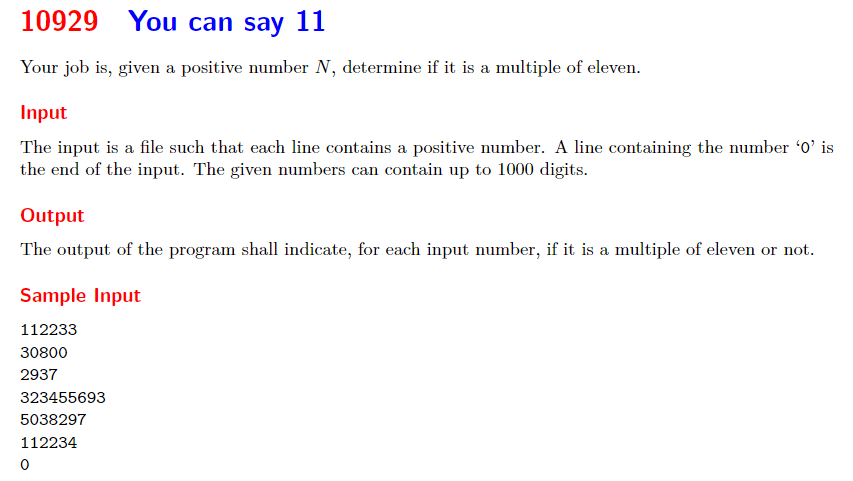 10929 You can say 11
Your job is, given a positive number N, determine if it is a multiple of eleven.
Input
The input is a file such that each line contains a positive number. A line containing the number ‘0’ is
the end of the input. The given numbers can contain up to 1000 digits.
Output
The output of the program shall indicate, for each input number, if it is a multiple of eleven or not.
Sample Input
112233
30800
2937
323455693
5038297
112234
0